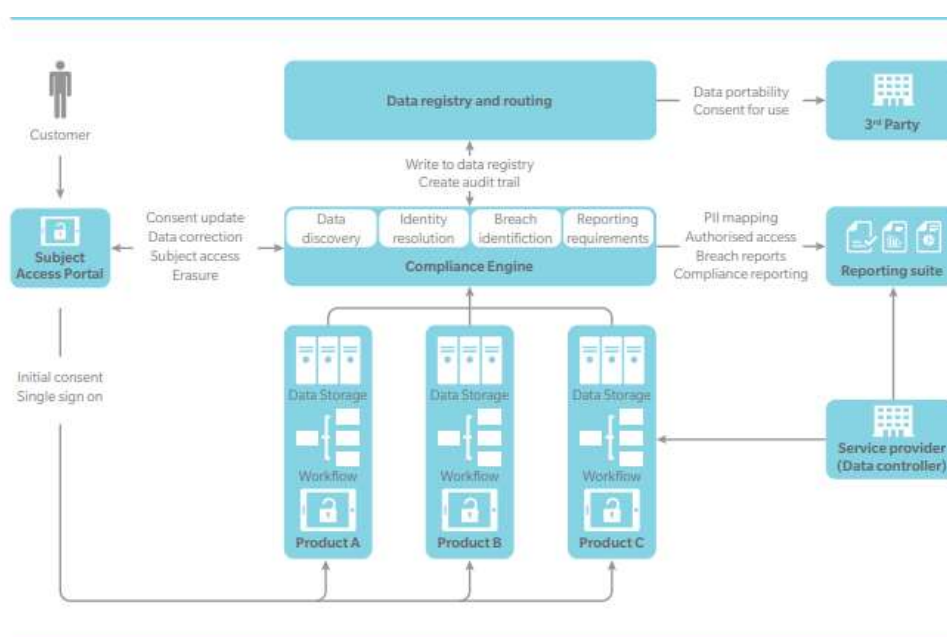 Customer
Data registry and routing
Data portability
Consent for use
3rd Party
Write to data registry
Create audit trail
Subject
Access Portal
Consent update
Data correction
Subject access
Erasure
Data
discovery
Identity
resolution
Breach
identifiction
Reporting
requirements
Compliance Engine
PII mapping
Authorised access
Breach reports
Compliance reporting
Reporting suite
Initial consent
Single sign on
Data Storage
Workflow
Product A
Data Storage
Workflow
Product B
Data Storage
Workflow
Product C
Service provider
(Data controller)